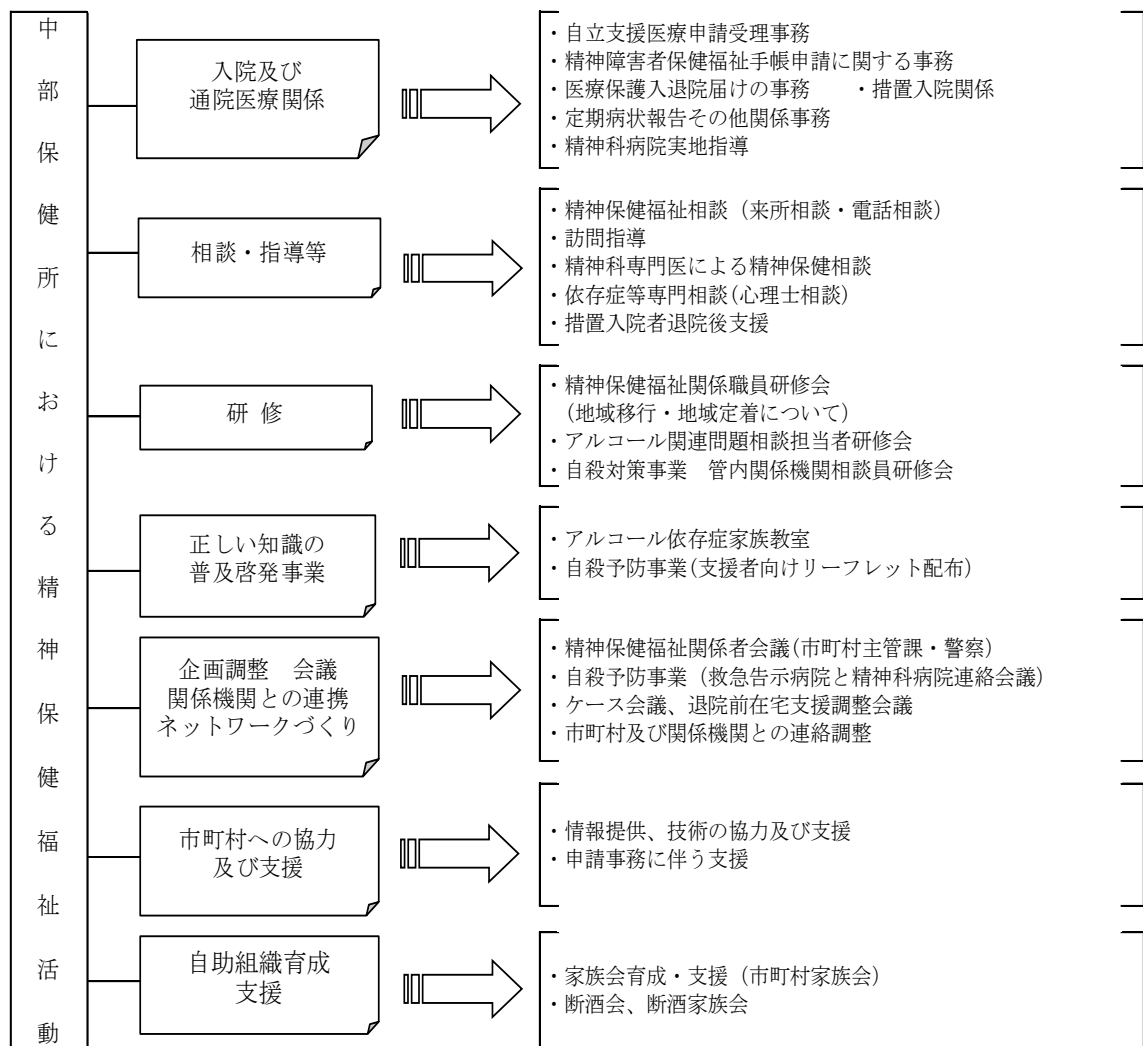 中部保健所における精神保健福祉活動
入院及び
通院医療関係
・自立支援医療申請受理事務
・精神障害者保健福祉手帳申請に関する事務
・医療保護入退院届けの事務　　・措置入院関係
・定期病状報告その他関係事務
・精神科病院実地指導
相談・指導等
・精神保健福祉相談（来所相談・電話相談）
・訪問指導
・精神科専門医による精神保健相談
・依存症等専門相談(心理士相談)
・措置入院者退院後支援
研 修
・精神保健福祉関係職員研修会
（地域移行・地域定着について）
・アルコール関連問題相談担当者研修会
・自殺対策事業　管内関係機関相談員研修会
正しい知識の
普及啓発事業
・アルコール依存症家族教室
・自殺予防事業(支援者向けリーフレット配布)
企画調整　会議
関係機関との連携
ネットワークづくり
・精神保健福祉関係者会議(市町村主管課・警察）
・自殺予防事業（救急告示病院と精神科病院連絡会議）
・ケース会議、退院前在宅支援調整会議
・市町村及び関係機関との連絡調整
市町村への協力
及び支援
・情報提供、技術の協力及び支援
・申請事務に伴う支援
自助組織育成
支援
・家族会育成・支援（市町村家族会）
・断酒会、断酒家族会